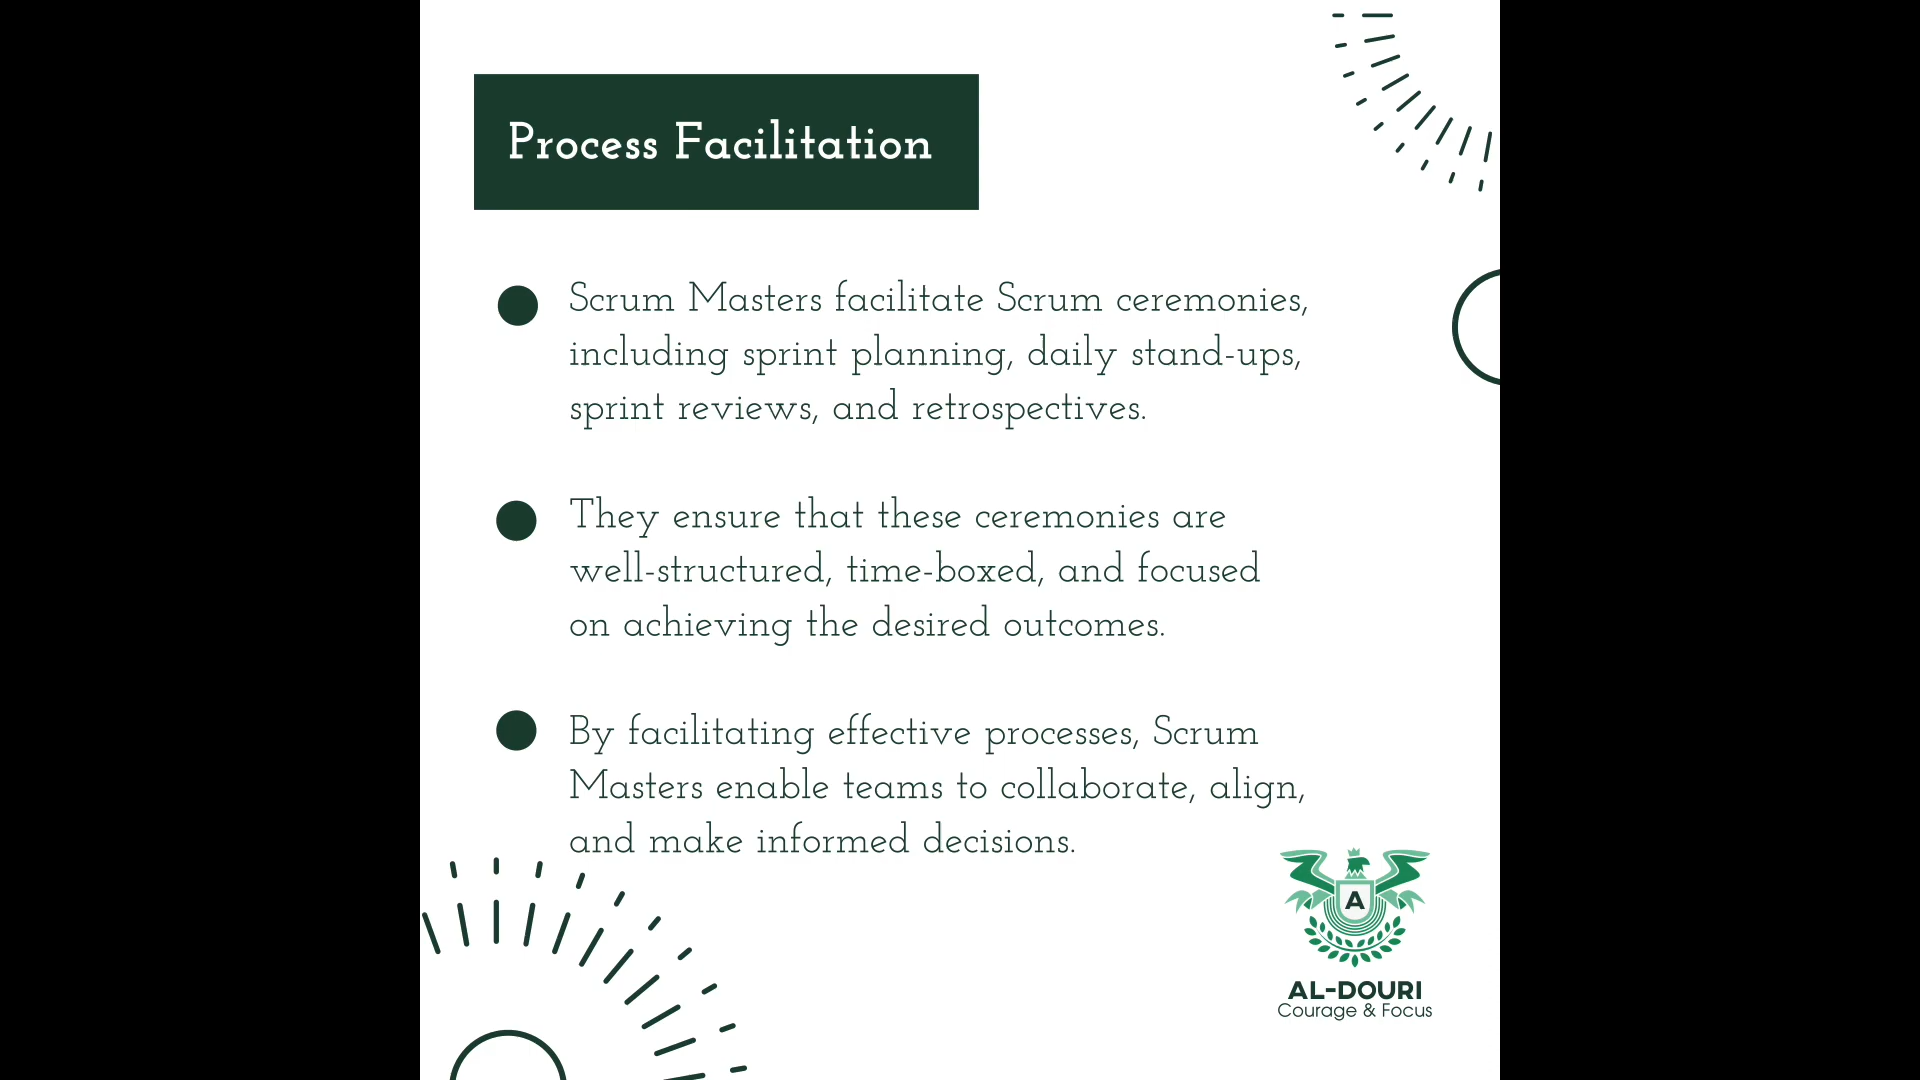 Process Facilitation
Scrum Masters facilitate Scrum ceremonies,
including sprint planning, daily stand-ups,
sprint reviews, and retrospectives.
They ensure that these ceremonies are
well-structured, time-boxed, and focused
on achieving the desired outcomes.
By facilitating effective processes, Scrum
Masters enable teams to collaborate, align,
and make informed decisions.
A
AL-DOURI
Courage & Focus